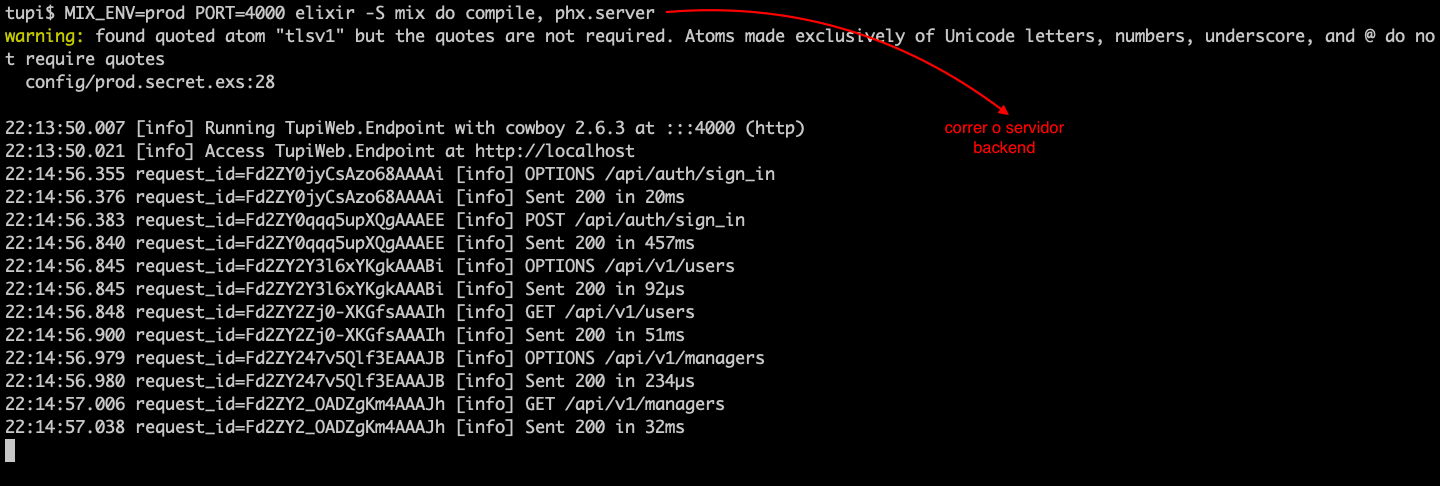 tupi$ MIX_ENV=prod PORT=4000 elixir -S mix do compile, phx.server
warning: found quoted atom "tlsv1" but the quotes are not required. Atoms made exclusively of Unicode letters, numbers, underscore, and @ do no
t require quotes
  config/prod.secret.exs:28
22:13:50.007 [info] Running TupiWeb.Endpoint with cowboy 2.6.3 at :::4000 (http)
correr o servidor
backend
22:13:50.021 [info] Access TupiWeb.Endpoint at http://localhost
22:14:56.355 request_id=Fd2ZY0jyCsAzo68AAAAi [info] OPTIONS /api/auth/sign_in
22:14:56.376 request_id=Fd2ZY0jyCsAzo68AAAAi [info] Sent 200 in 20ms
22:14:56.383 request_id=Fd2ZY0qqq5upXQgAAAEE [info] POST /api/auth/sign_in
22:14:56.840 request_id=Fd2ZY0qqq5upXQgAAAEE [info] Sent 200 in 457ms
22:14:56.845 request_id=Fd2ZY2Y3l6xYKgkAAABi [info] OPTIONS /api/v1/users
22:14:56.845 request_id=Fd2ZY2Y3l6xYKgkAAABi [info] Sent 200 in 92µs
22:14:56.848 request_id=Fd2ZY2Zj0-XKGfsAAAIh [info] GET /api/v1/users
22:14:56.900 request_id=Fd2ZY2Zj0-XKGfsAAAIh [info] Sent 200 in 51ms
22:14:56.979 request_id=Fd2ZY247v5Qlf3EAAAJB [info] OPTIONS /api/v1/managers
22:14:56.980 request_id=Fd2ZY247v5Qlf3EAAAJB [info] Sent 200 in 234µs
22:14:57.006 request_id=Fd2ZY2_OADZgKm4AAAJh [info] GET /api/v1/managers
22:14:57.038 request_id=Fd2ZY2_OADZgKm4AAAJh [info] Sent 200 in 32ms